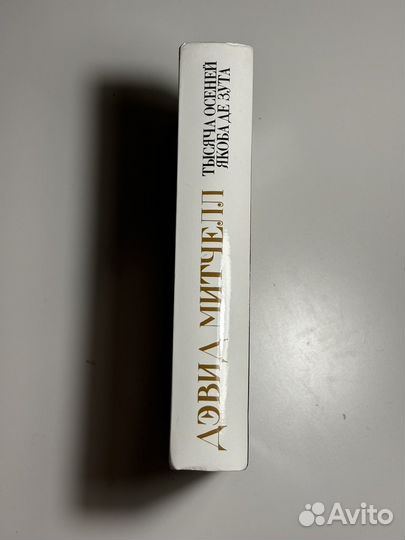 ДЭВИД МИТЧЕЛЛ
ТЫСЯЧА ОСЕНЕЙ
ЯКОБА ДЕ ЗУТА
Avito